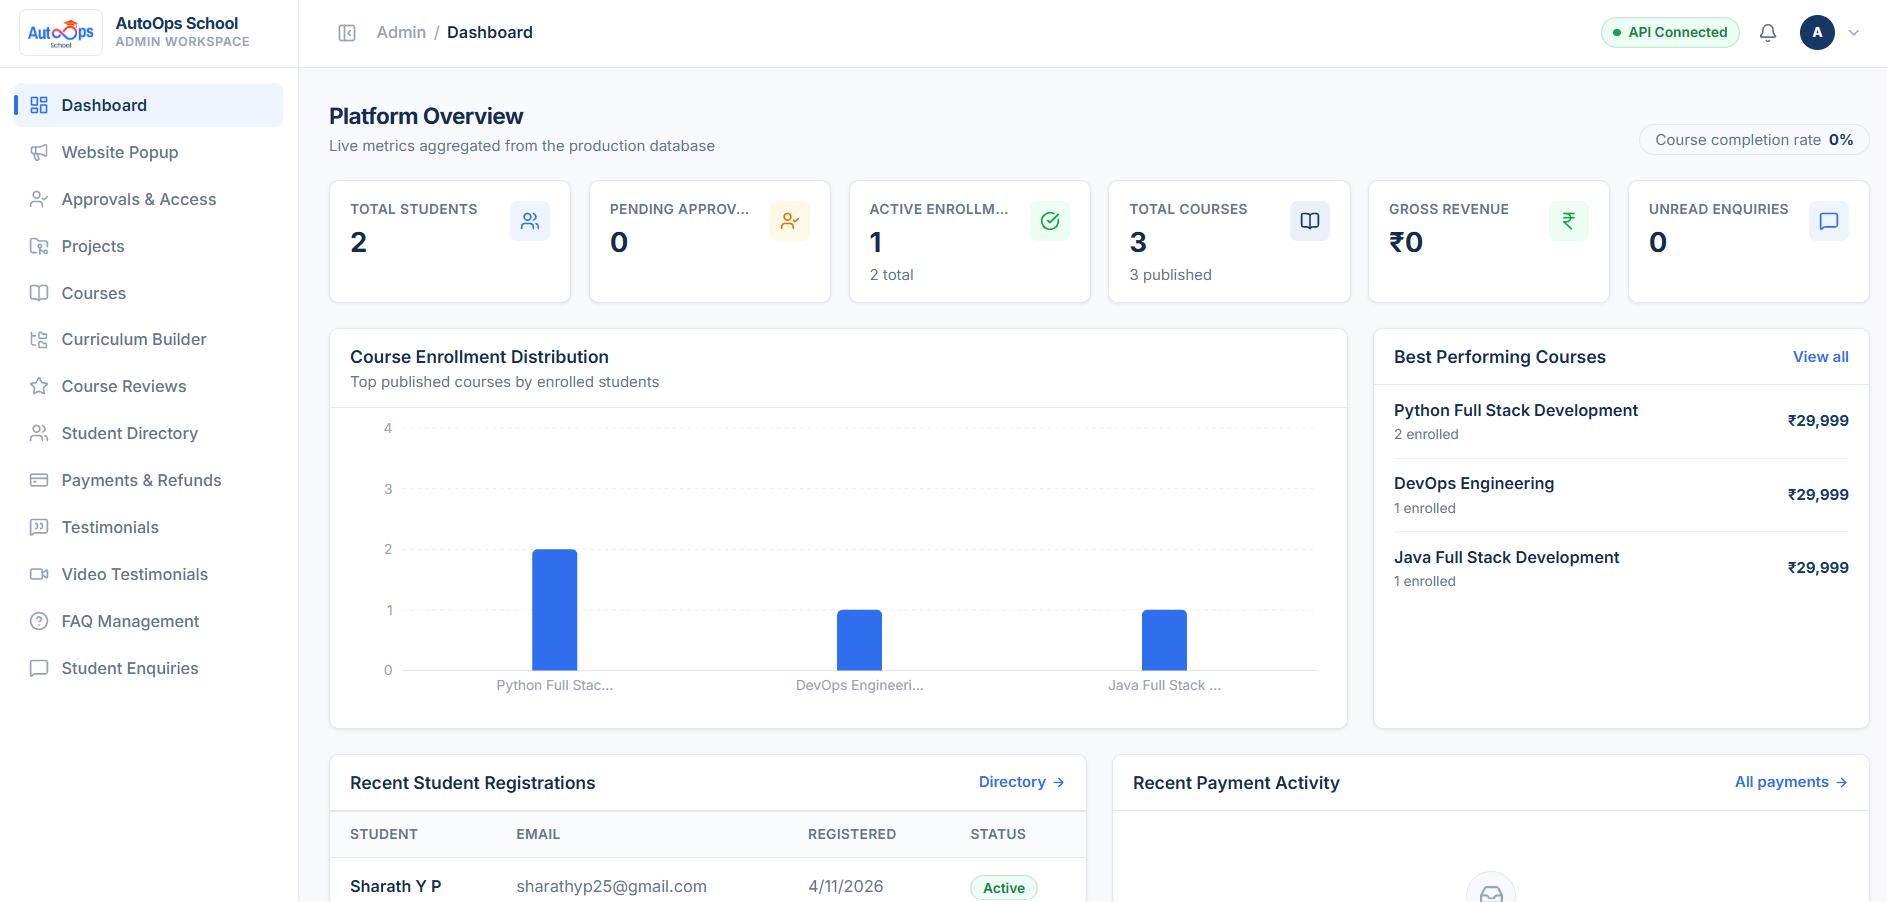 AutoOps
School
AutoOps School
ADMIN WORKSPACE
Admin / Dashboard
API Connected
A
Dashboard
Website Popup
Approvals & Access
Projects
Courses
Curriculum Builder
Course Reviews
Student Directory
Payments & Refunds
Testimonials
Video Testimonials
FAQ Management
Student Enquiries
Platform Overview
Live metrics aggregated from the production database
Course completion rate 0%
TOTAL STUDENTS
2
PENDING APPROV...
0
ACTIVE ENROLLM...
1
2 total
TOTAL COURSES
3
3 published
GROSS REVENUE
₹0
UNREAD ENQUIRIES
0
Course Enrollment Distribution
Top published courses by enrolled students
4
3
2
1
0
Python Full Stac...
DevOps Engineeri...
Java Full Stack ...
Best Performing Courses
View all
Python Full Stack Development
2 enrolled
₹29,999
DevOps Engineering
1 enrolled
₹29,999
Java Full Stack Development
1 enrolled
₹29,999
Recent Student Registrations
Directory →
STUDENT EMAIL REGISTERED STATUS
Sharath Y P sharathyp25@gmail.com 4/11/2026 Active
Recent Payment Activity
All payments →